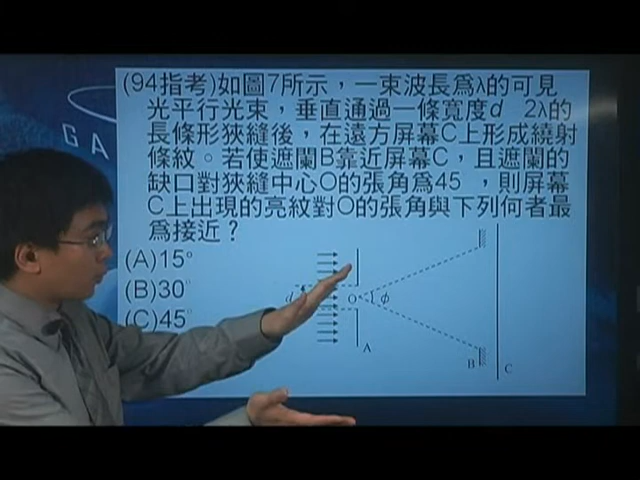 (94指考)如圖7所示，一束波長為λ的可見
光平行光束，垂直通過一條寬度d 2λ的
長條形狹縫後，在遠方屏幕C上形成繞射
條紋。若使遮闌B靠近屏幕C，且遮闌的
缺口對狹縫中心O的張角為45 ，則屏幕
C上出現的亮紋對O的張角與下列何者最
為接近？
(A)15°
(B)30°
(C)45°
GA
d
O
ϕ
A
B
C